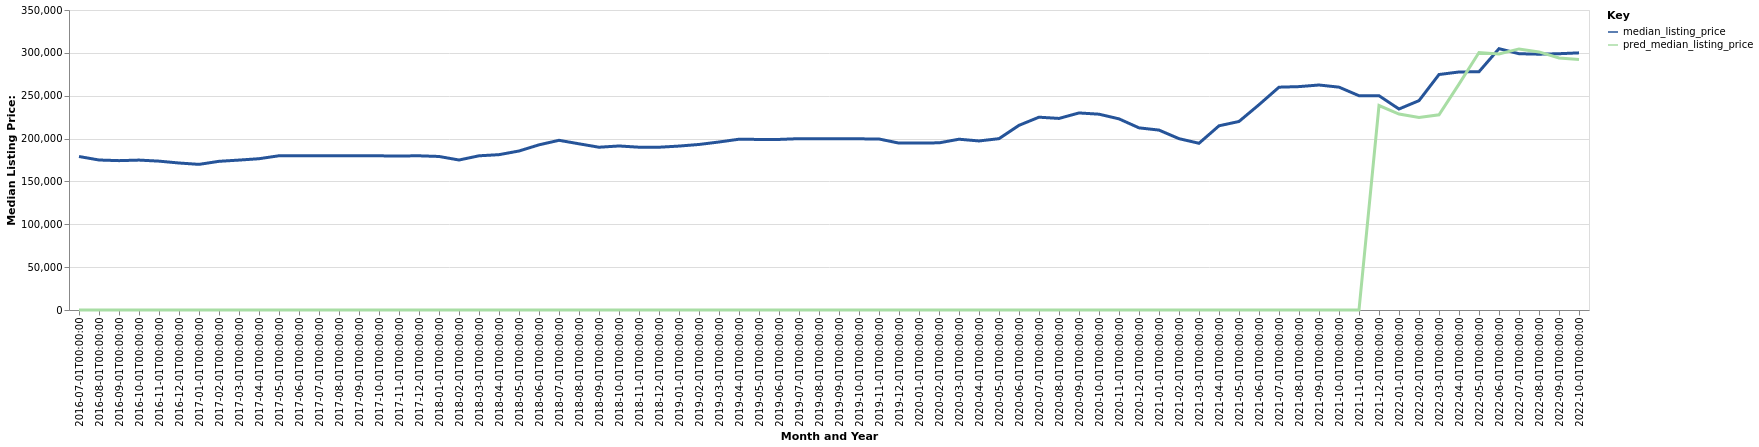 350,000
300,000
250,000
200,000
150,000
100,000
50,000
0
Median Listing Price:
2016-07-01T00:00:00
2016-08-01T00:00:00
2016-09-01T00:00:00
2016-10-01T00:00:00
2016-11-01T00:00:00
2016-12-01T00:00:00
2017-01-01T00:00:00
2017-02-01T00:00:00
2017-03-01T00:00:00
2017-04-01T00:00:00
2017-05-01T00:00:00
2017-06-01T00:00:00
2017-07-01T00:00:00
2017-08-01T00:00:00
2017-09-01T00:00:00
2017-10-01T00:00:00
2017-11-01T00:00:00
2017-12-01T00:00:00
2018-01-01T00:00:00
2018-02-01T00:00:00
2018-03-01T00:00:00
2018-04-01T00:00:00
2018-05-01T00:00:00
2018-06-01T00:00:00
2018-07-01T00:00:00
2018-08-01T00:00:00
2018-09-01T00:00:00
2018-10-01T00:00:00
2018-11-01T00:00:00
2018-12-01T00:00:00
2019-01-01T00:00:00
2019-02-01T00:00:00
2019-03-01T00:00:00
2019-04-01T00:00:00
2019-05-01T00:00:00
2019-06-01T00:00:00
2019-07-01T00:00:00
2019-08-01T00:00:00
2019-09-01T00:00:00
2019-10-01T00:00:00
2019-11-01T00:00:00
2019-12-01T00:00:00
2020-01-01T00:00:00
2020-02-01T00:00:00
2020-03-01T00:00:00
2020-04-01T00:00:00
2020-05-01T00:00:00
2020-06-01T00:00:00
2020-07-01T00:00:00
2020-08-01T00:00:00
2020-09-01T00:00:00
2020-10-01T00:00:00
2020-11-01T00:00:00
2020-12-01T00:00:00
2021-01-01T00:00:00
2021-02-01T00:00:00
2021-03-01T00:00:00
2021-04-01T00:00:00
2021-05-01T00:00:00
2021-06-01T00:00:00
2021-07-01T00:00:00
2021-08-01T00:00:00
2021-09-01T00:00:00
2021-10-01T00:00:00
2021-11-01T00:00:00
2021-12-01T00:00:00
2022-01-01T00:00:00
2022-02-01T00:00:00
2022-03-01T00:00:00
2022-04-01T00:00:00
2022-05-01T00:00:00
2022-06-01T00:00:00
2022-07-01T00:00:00
2022-08-01T00:00:00
2022-09-01T00:00:00
2022-10-01T00:00:00
Month and Year
Key
median_listing_price
pred_median_listing_price